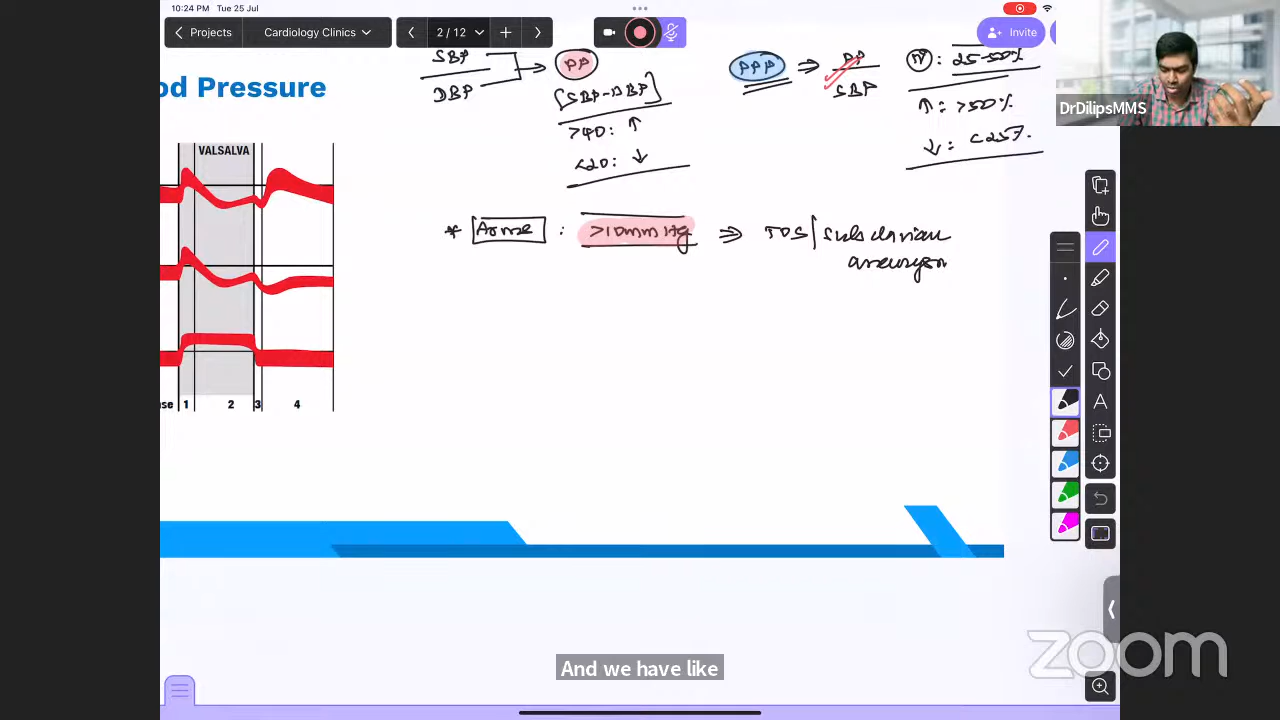 10:24 PM Tue 25 Jul
Projects
Cardiology Clinics
2 / 12
Invite
DrDilipsMMS
od Pressure
SBP
DBP
PP
[SBP-DBP]
>40: ↑
<20: ↓
PPP ⇒ PP
SBP
N : 25-50%
↑ : >50%
↓ : <25%
* Arms : >10mmHg ⇒ TOS/Subclavian
aneurysm
VALSALVA
ase 1 2 3 4
A
zoom
And we have like